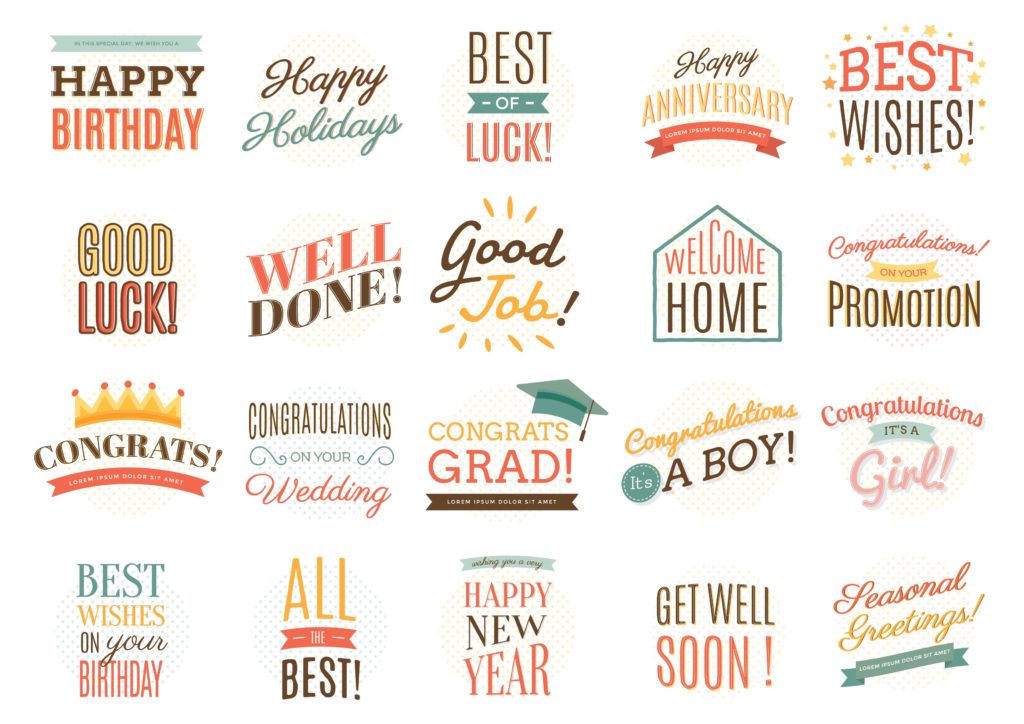 IN THIS SPECIAL DAY, WE WISH YOU A
HAPPY
BIRTHDAY
Happy
Holidays
BEST
OF
LUCK!
Happy
ANNIVERSARY
LOREM IPSUM DOLOR SIT AMET
BEST
WISHES!
GOOD
LUCK!
WELL
DONE!
Good
Job!
WELCOME
HOME
Congratulations!
ON YOUR
PROMOTION
CONGRATS!
LOREM IPSUM DOLOR SIT AMET
CONGRATULATIONS
ON YOUR
Wedding
CONGRATS
GRAD!
LOREM IPSUM DOLOR SIT AMET
Congratulations
It's
A BOY!
Congratulations
IT'S A
Girl!
BEST
WISHES
ON your
BIRTHDAY
ALL
THE
BEST!
wishing you a very
HAPPY
NEW
YEAR
GET WELL
SOON !
Seasonal
Greetings!
LOREM IPSUM DOLOR SIT AMET